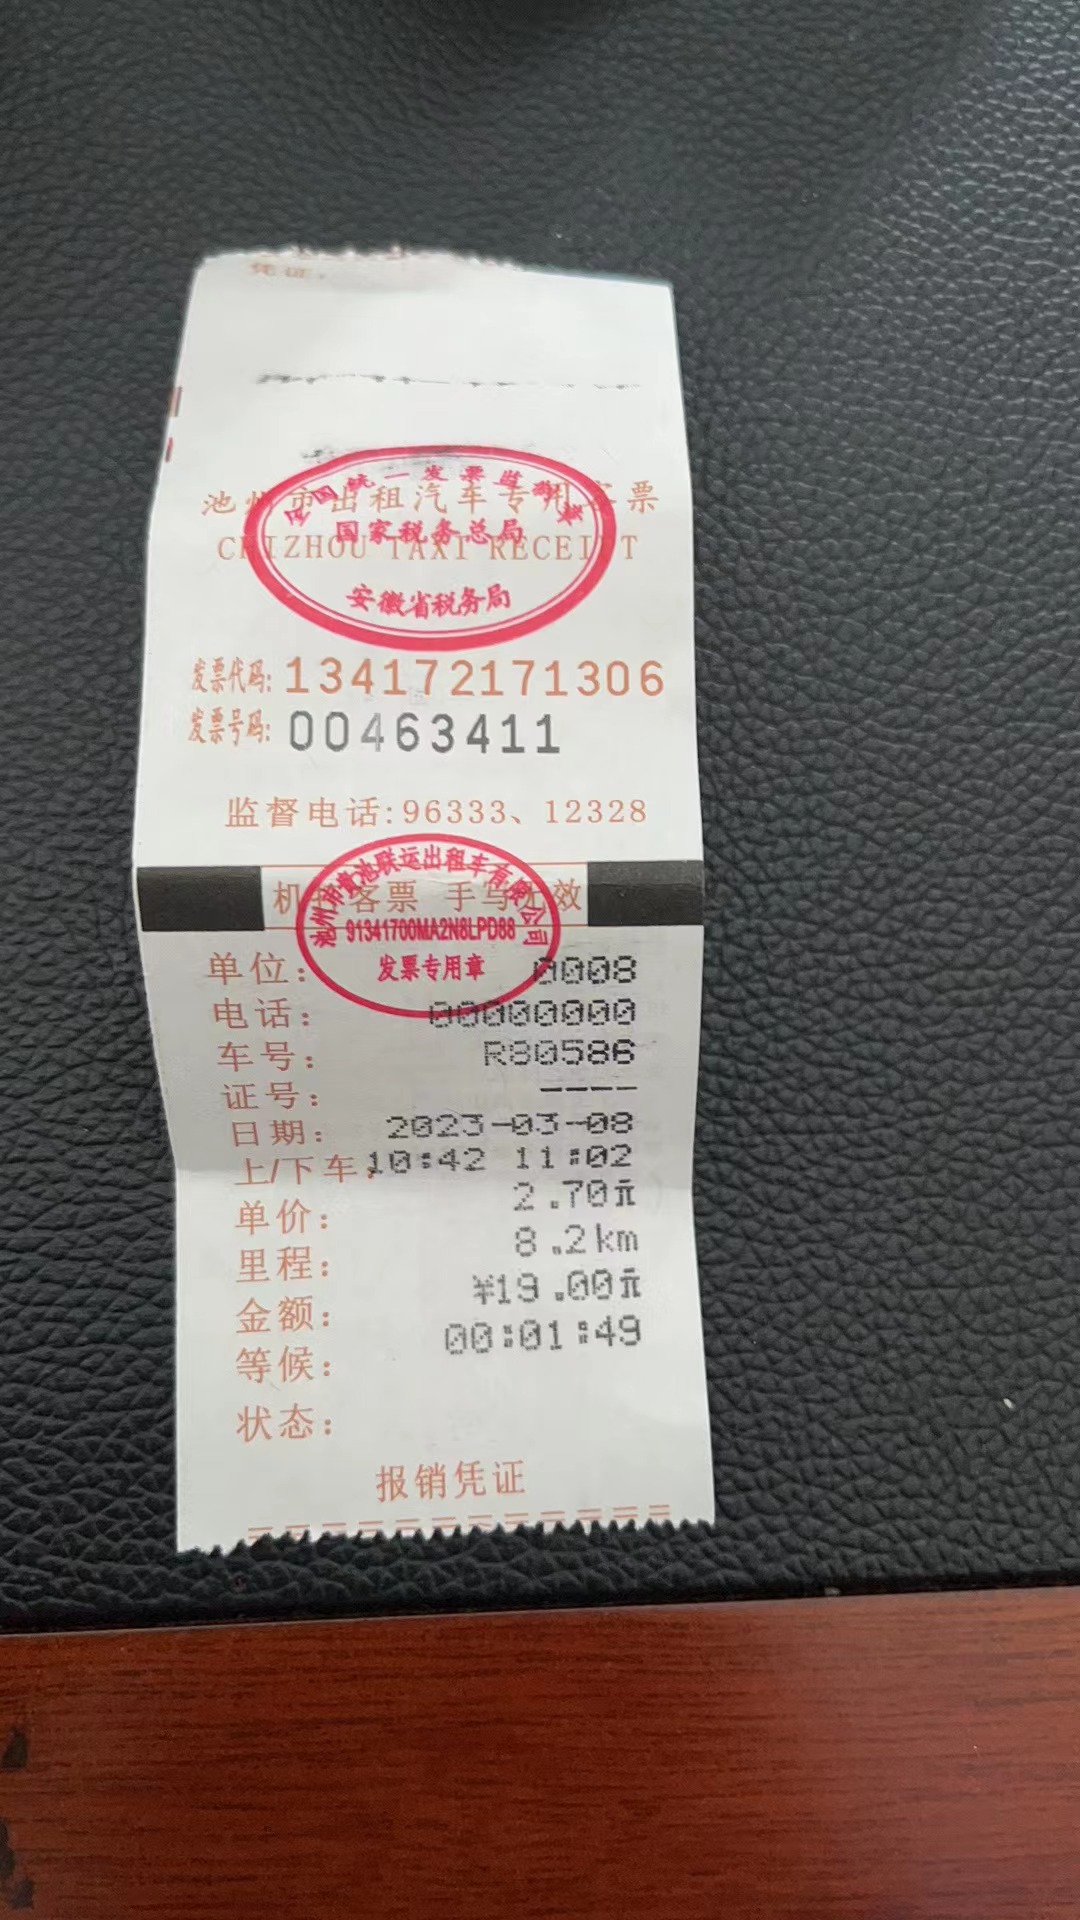 凭证.
池州市出租汽车专用客票
CHIZHOU TAXI RECEIPT
全国统一发票监制章
国家税务总局
安徽省税务局
发票代码: 134172171306
发票号码: 00463411
监督电话:96333、12328
机打客票 手写无效
池州市贵池联运出租车有限公司
91341700MA2N8LPD88
发票专用章
单位: 0008
电话: 00000000
车号: R80586
证号: ----
日期: 2023-03-08
上/下车: 10:42 11:02
单价: 2.70元
里程: 8.2km
金额: ¥19.00元
等候: 00:01:49
状态:
报销凭证